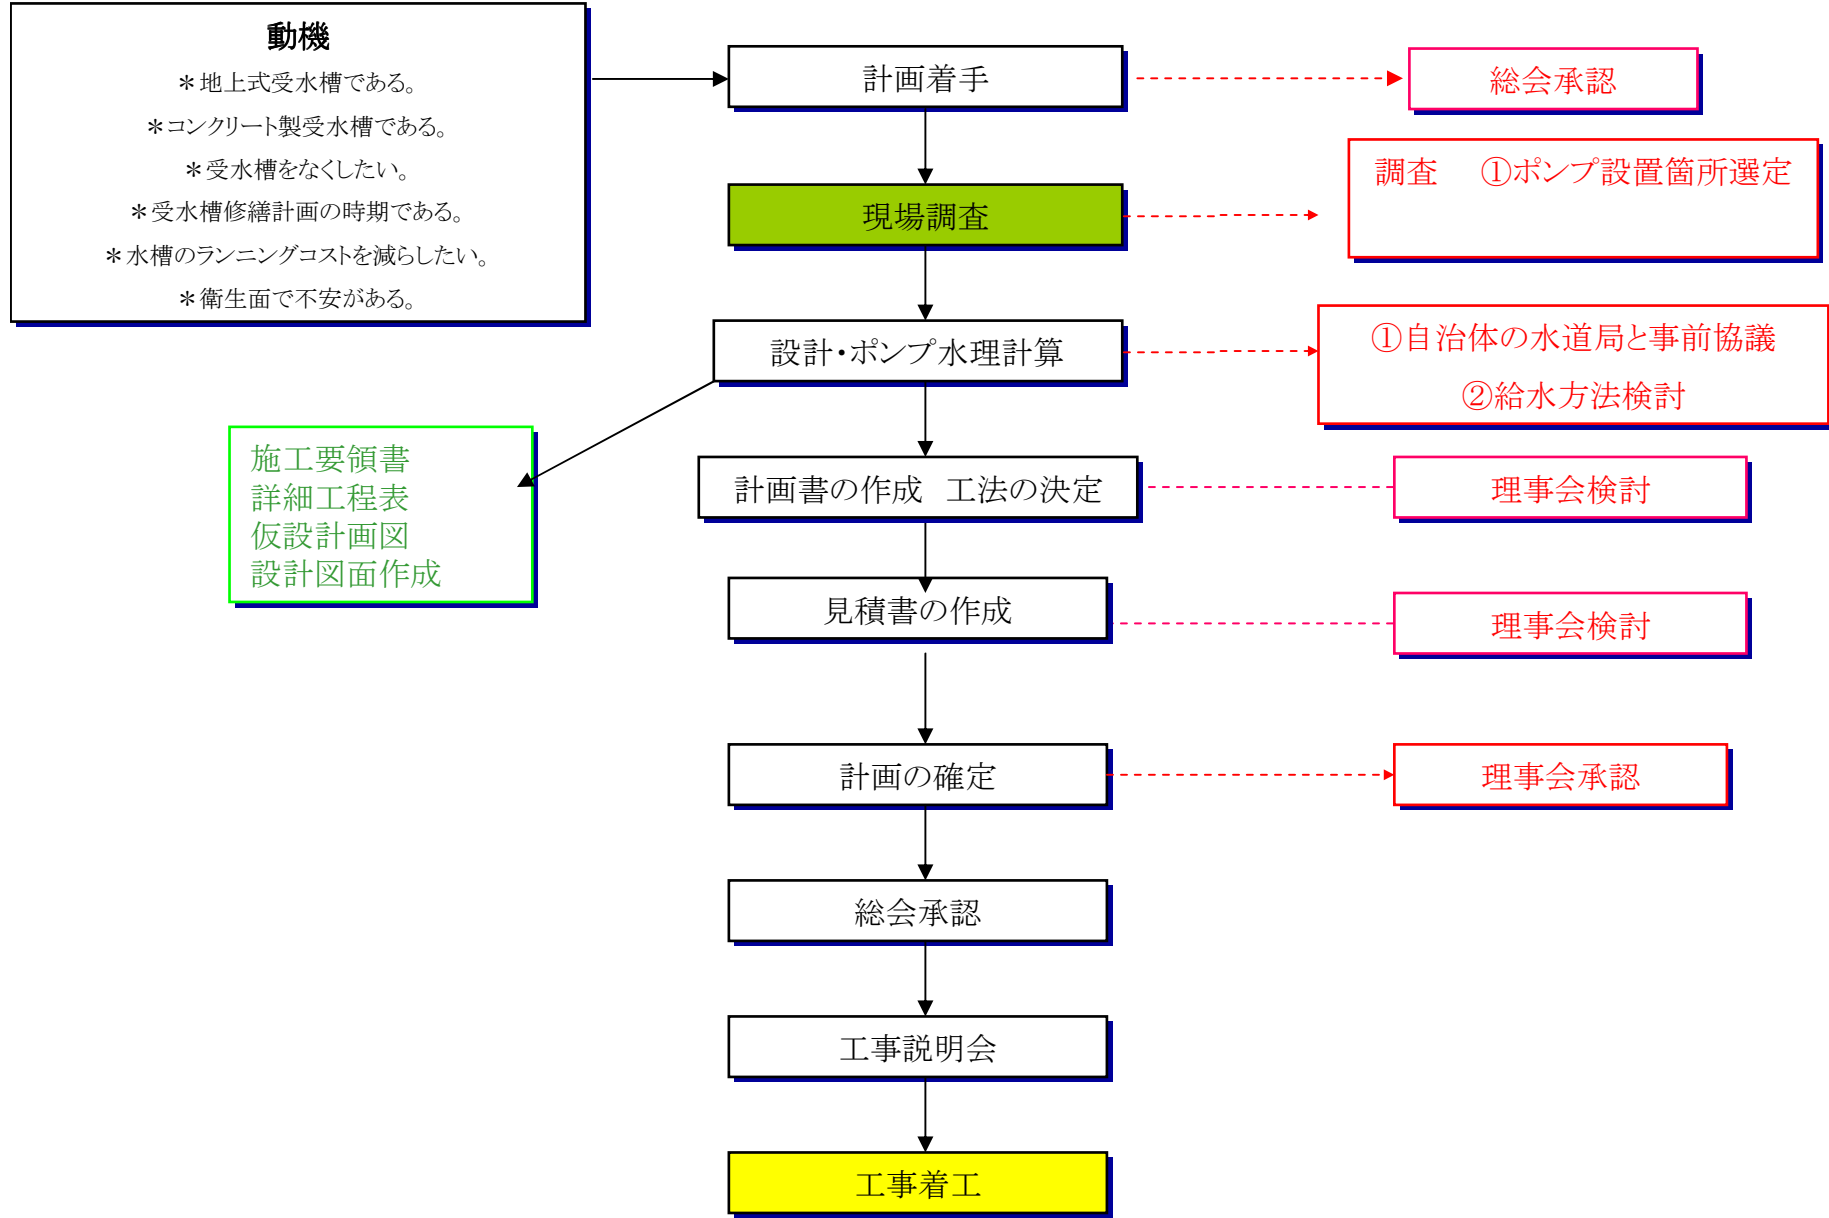 動機
＊地上式受水槽である。
＊コンクリート製受水槽である。
＊受水槽をなくしたい。
＊受水槽修繕計画の時期である。
＊水槽のランニングコストを減らしたい。
＊衛生面で不安がある。
計画着手
総会承認
現場調査
調査　①ポンプ設置箇所選定
設計・ポンプ水理計算
①自治体の水道局と事前協議
②給水方法検討
施工要領書
詳細工程表
仮設計画図
設計図面作成
計画書の作成　工法の決定
理事会検討
見積書の作成
理事会検討
計画の確定
理事会承認
総会承認
工事説明会
工事着工